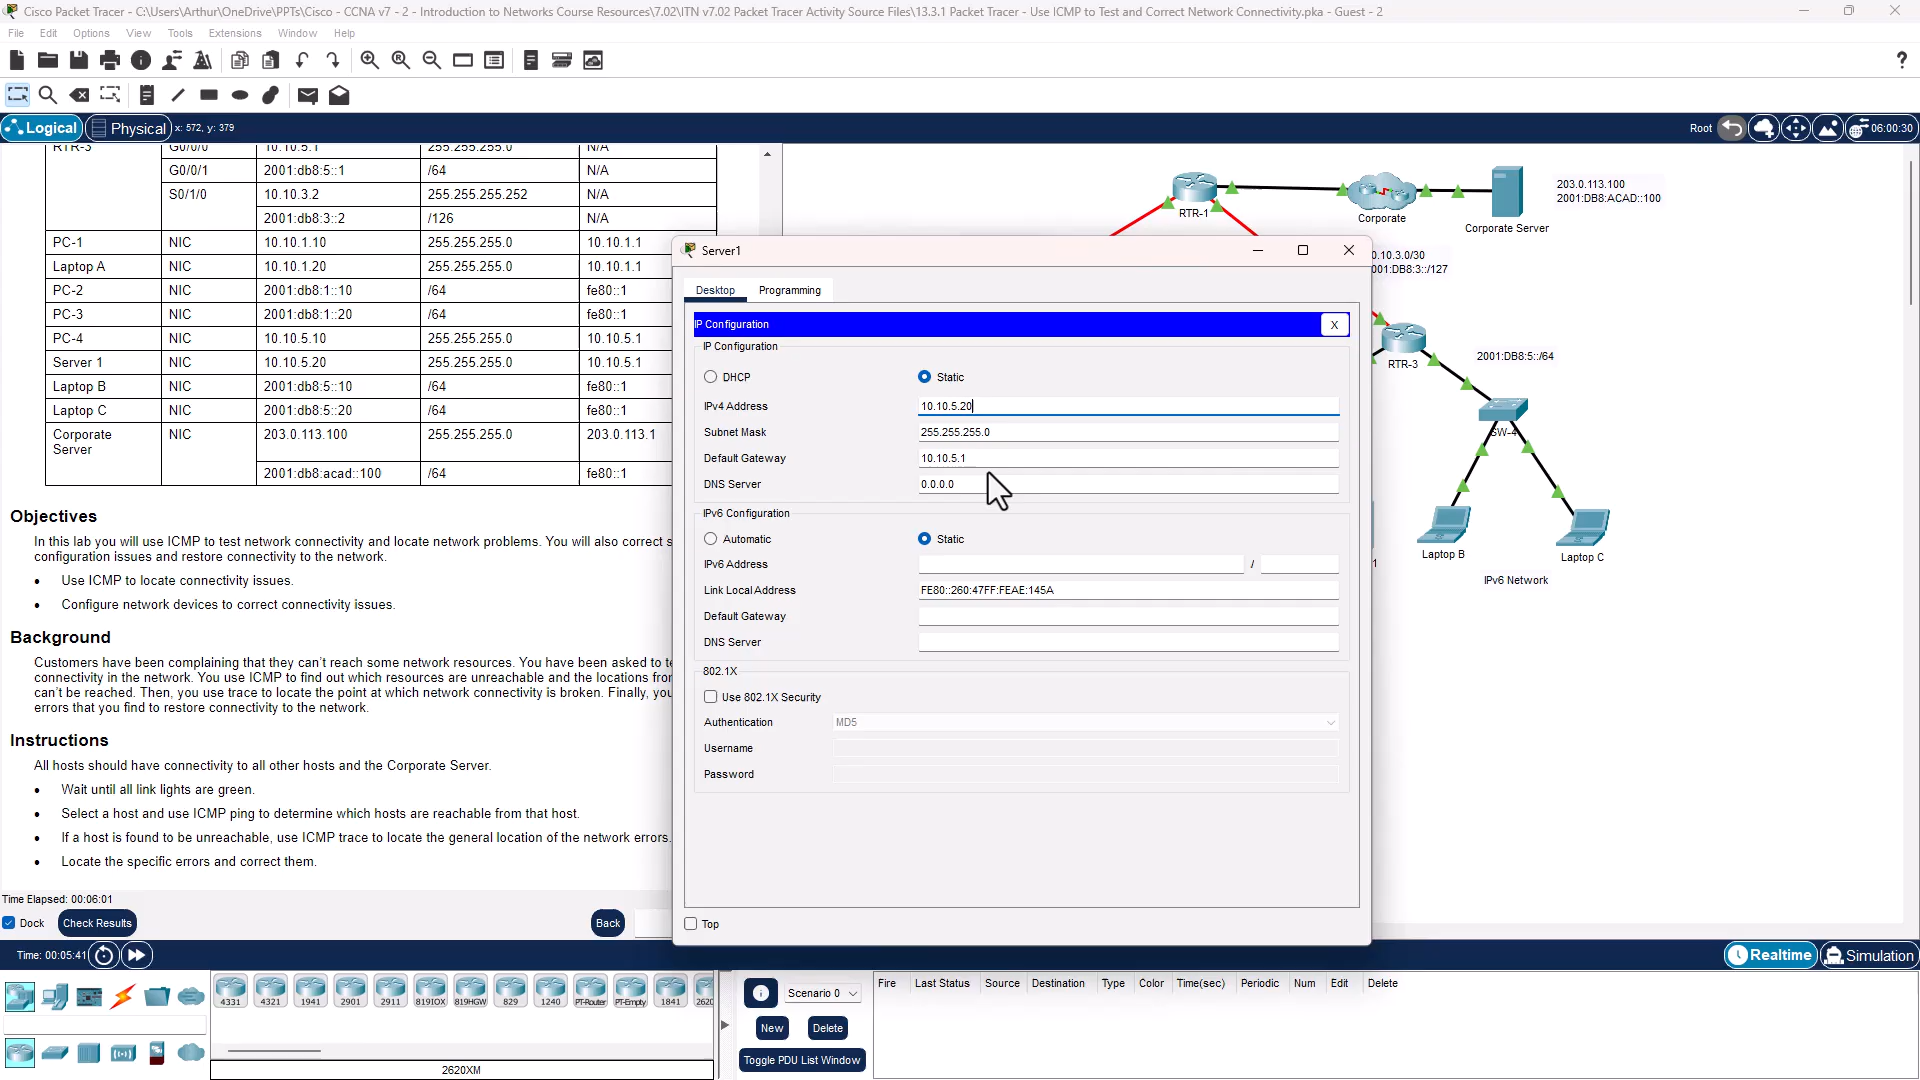 Cisco Packet Tracer - C:\Users\Arthur\OneDrive\PPTs\Cisco - CCNA v7 - 2 - Introduction to Networks Course Resources\7.02\ITN v7.02 Packet Tracer Activity Source Files\13.3.1 Packet Tracer - Use ICMP to Test and Correct Network Connectivity.pka - Guest - 2
File Edit Options View Tools Extensions Window Help
Logical Physical x: 572, y: 379
Root 06:00:30
RTR-3 G0/0/0 10.10.5.1 255.255.255.0 N/A
G0/0/1 2001:db8:5::1 /64 N/A
S0/1/0 10.10.3.2 255.255.255.252 N/A
2001:db8:3::2 /126 N/A
PC-1 NIC 10.10.1.10 255.255.255.0 10.10.1.1
Laptop A NIC 10.10.1.20 255.255.255.0 10.10.1.1
PC-2 NIC 2001:db8:1::10 /64 fe80::1
PC-3 NIC 2001:db8:1::20 /64 fe80::1
PC-4 NIC 10.10.5.10 255.255.255.0 10.10.5.1
Server 1 NIC 10.10.5.20 255.255.255.0 10.10.5.1
Laptop B NIC 2001:db8:5::10 /64 fe80::1
Laptop C NIC 2001:db8:5::20 /64 fe80::1
Corporate Server NIC 203.0.113.100 255.255.255.0 203.0.113.1
2001:db8:acad::100 /64 fe80::1
Objectives
In this lab you will use ICMP to test network connectivity and locate network problems. You will also correct s
configuration issues and restore connectivity to the network.
• Use ICMP to locate connectivity issues.
• Configure network devices to correct connectivity issues.
Background
Customers have been complaining that they can't reach some network resources. You have been asked to te
connectivity in the network. You use ICMP to find out which resources are unreachable and the locations from
can't be reached. Then, you use trace to locate the point at which network connectivity is broken. Finally, you
errors that you find to restore connectivity to the network.
Instructions
All hosts should have connectivity to all other hosts and the Corporate Server.
• Wait until all link lights are green.
• Select a host and use ICMP ping to determine which hosts are reachable from that host.
• If a host is found to be unreachable, use ICMP trace to locate the general location of the network errors.
• Locate the specific errors and correct them.
Time Elapsed: 00:06:01
Dock Check Results Back
RTR-1
Corporate
Corporate Server
203.0.113.100
2001:DB8:ACAD::100
0.10.3.0/30
001:DB8:3::/127
RTR-3
2001:DB8:5::/64
SW-4
Laptop B
Laptop C
IPv6 Network
1
Server1
Desktop Programming
IP Configuration X
IP Configuration
DHCP Static
IPv4 Address 10.10.5.20
Subnet Mask 255.255.255.0
Default Gateway 10.10.5.1
DNS Server 0.0.0.0
IPv6 Configuration
Automatic Static
IPv6 Address /
Link Local Address FE80::260:47FF:FEAE:145A
Default Gateway
DNS Server
802.1X
Use 802.1X Security
Authentication MD5
Username
Password
Top
Time: 00:05:41
Realtime Simulation
4331 4321 1941 2901 2911 819IOX 819HGW 829 1240 PT-Router PT-Empty 1841 2620
2620XM
Scenario 0
New Delete
Toggle PDU List Window
Fire Last Status Source Destination Type Color Time(sec) Periodic Num Edit Delete